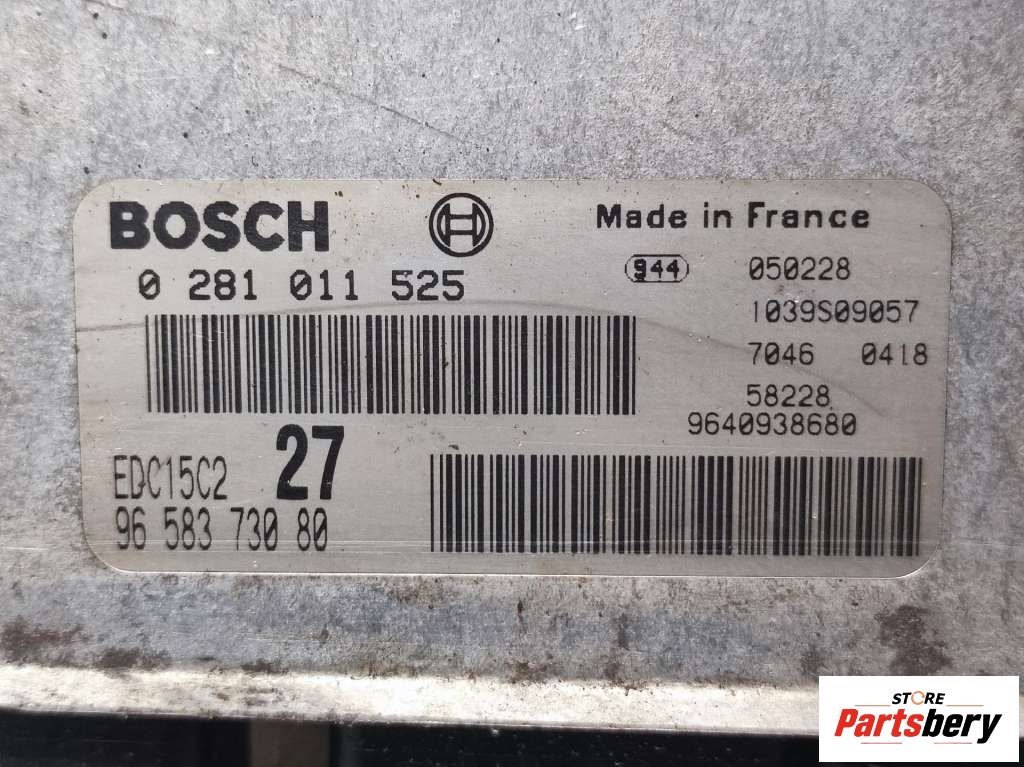 BOSCH
Made in France
0 281 011 525
944
050228
1039S09057
7046 0418
58228
9640938680
EDC15C2 27
96 583 730 80
STORE
Partsbery